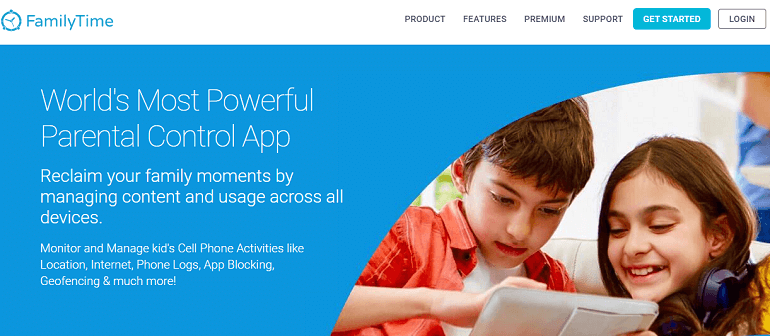 FamilyTime
PRODUCT FEATURES PREMIUM SUPPORT GET STARTED LOGIN
World's Most Powerful
Parental Control App
Reclaim your family moments by
managing content and usage across all
devices.
Monitor and Manage kid's Cell Phone Activities like
Location, Internet, Phone Logs, App Blocking,
Geofencing & much more!